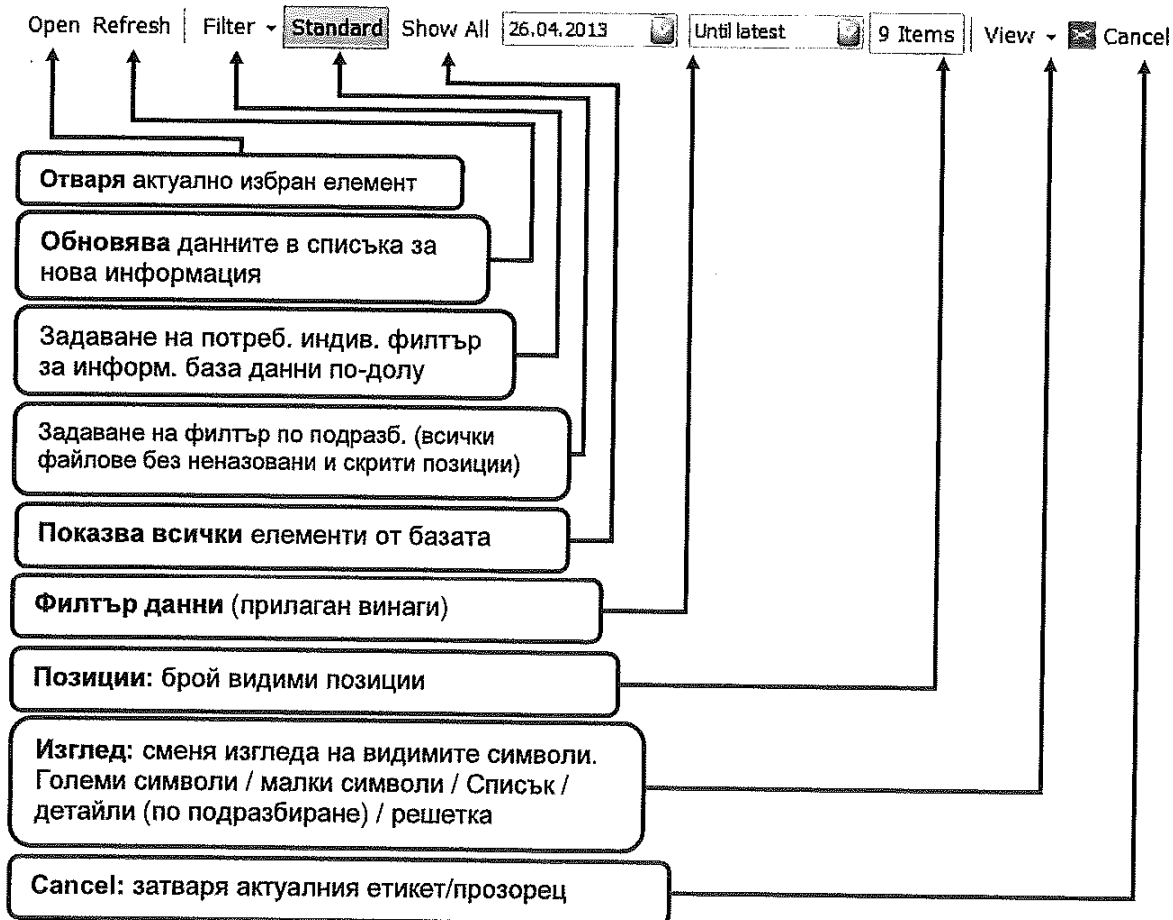 Open Refresh Filter Standard Show All 26.04.2013 Until latest 9 Items View Cancel
Отваря актуално избран елемент
Обновява данните в списъка за
нова информация
Задаване на потреб. индив. филтър
за информ. база данни по-долу
Задаване на филтър по подразб. (всички
файлове без неназовани и скрити позиции)
Показва всички елементи от базата
Филтър данни (прилаган винаги)
Позиции: брой видими позиции
Изглед: сменя изгледа на видимите символи.
Големи символи / малки символи / Списък /
детайли (по подразбиране) / решетка
Cancel: затваря актуалния етикет/прозорец